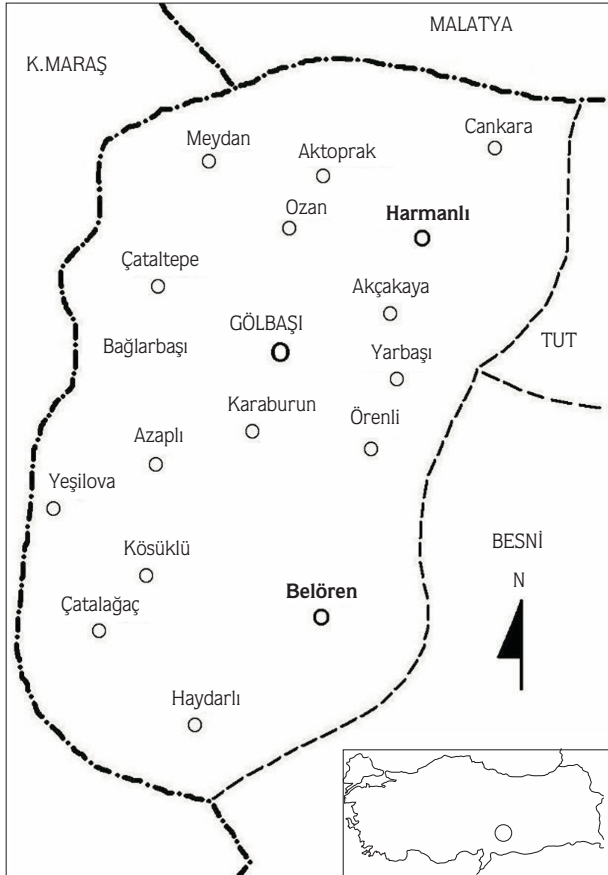 MALATYA
K.MARAŞ
Cankara
Meydan
Aktoprak
Ozan
Harmanlı
Çataltepe
Akçakaya
GÖLBAŞI
TUT
Bağlarbaşı
Yarbaşı
Karaburun
Örenli
Azaplı
Yeşilova
BESNİ
Kösüklü
N
Belören
Çatalağaç
Haydarlı